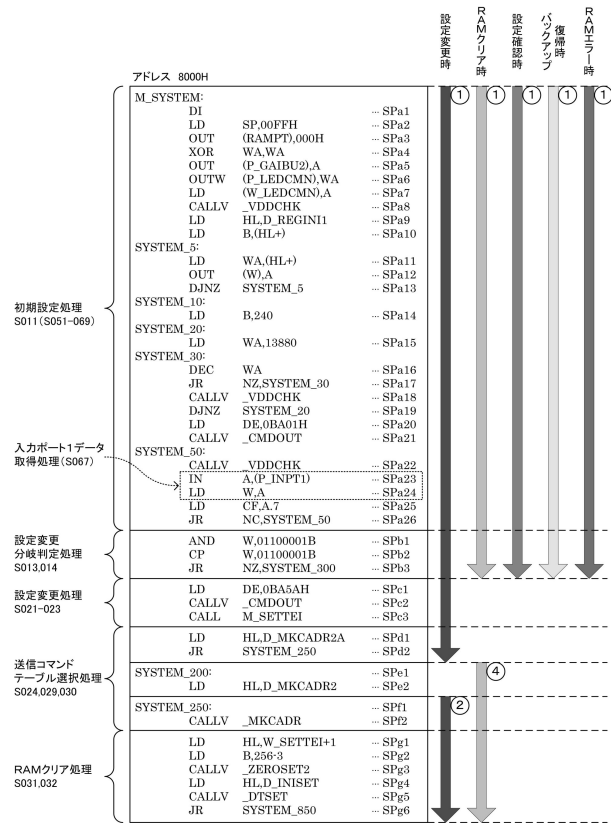 設定変更時
RAMクリア時
設定確認時
バックアップ
復帰時
RAMエラー時
アドレス 8000H
① ① ① ① ①
M_SYSTEM:
DI … SPa1
LD SP,00FFH … SPa2
OUT (RAMPT),000H … SPa3
XOR WA,WA … SPa4
OUT (P_GAIBU2),A … SPa5
OUTW (P_LEDCMN),WA … SPa6
LD (W_LEDCMN),A … SPa7
CALLV _VDDCHK … SPa8
LD HL,D_REGINI1 … SPa9
LD B,(HL+) … SPa10
SYSTEM_5:
LD WA,(HL+) … SPa11
OUT (W),A … SPa12
DJNZ SYSTEM_5 … SPa13
SYSTEM_10:
LD B,240 … SPa14
SYSTEM_20:
LD WA,13880 … SPa15
SYSTEM_30:
DEC WA … SPa16
JR NZ,SYSTEM_30 … SPa17
CALLV _VDDCHK … SPa18
DJNZ SYSTEM_20 … SPa19
LD DE,0BA01H … SPa20
CALLV _CMDOUT … SPa21
SYSTEM_50:
CALLV _VDDCHK … SPa22
IN A,(P_INPT1) … SPa23
LD W,A … SPa24
LD CF,A.7 … SPa25
JR NC,SYSTEM_50 … SPa26
初期設定処理
S011(S051-069)
入力ポート1データ
取得処理(S067)
設定変更
分岐判定処理
S013,014
AND W,01100001B … SPb1
CP W,01100001B … SPb2
JR NZ,SYSTEM_300 … SPb3
設定変更処理
S021-023
LD DE,0BA5AH … SPc1
CALLV _CMDOUT … SPc2
CALL M_SETTEI … SPc3
送信コマンド
テーブル選択処理
S024,029,030
LD HL,D_MKCADR2A … SPd1
JR SYSTEM_250 … SPd2
SYSTEM_200: … SPe1
LD HL,D_MKCADR2 … SPe2
④
SYSTEM_250: … SPf1
CALLV _MKCADR … SPf2
②
RAMクリア処理
S031,032
LD HL,W_SETTEI+1 … SPg1
LD B,256-3 … SPg2
CALLV _ZEROSET2 … SPg3
LD HL,D_INISET … SPg4
CALLV _DTSET … SPg5
JR SYSTEM_850 … SPg6